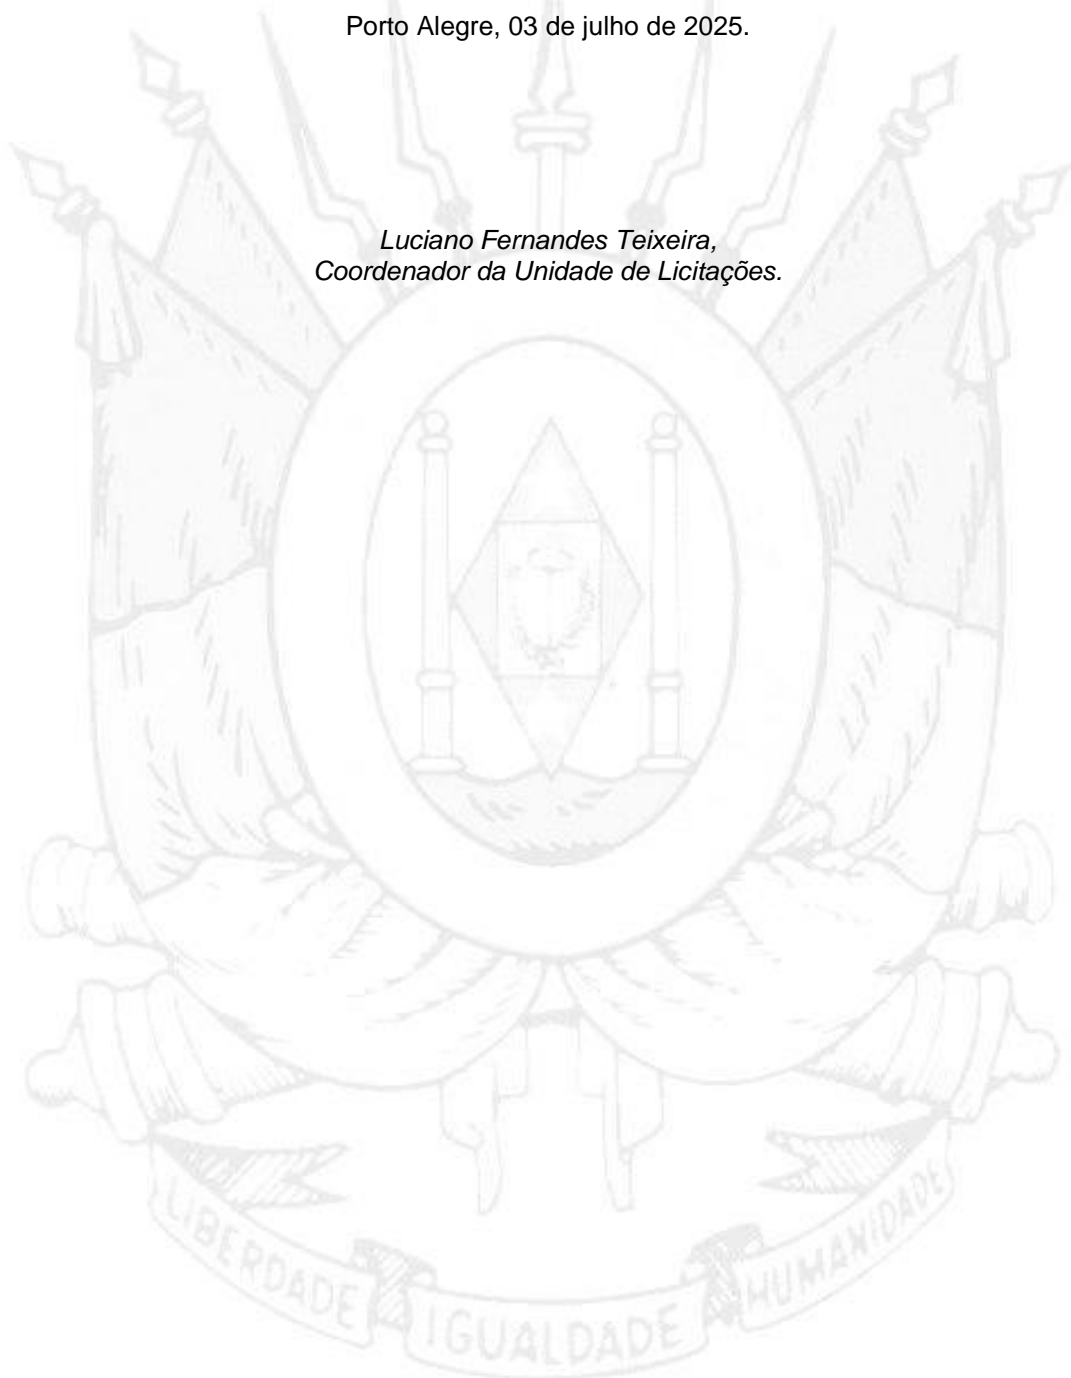 Porto Alegre, 03 de julho de 2025.
Luciano Fernandes Teixeira,
Coordenador da Unidade de Licitações.
LIBERDADE
IGUALDADE
HUMANIDADE